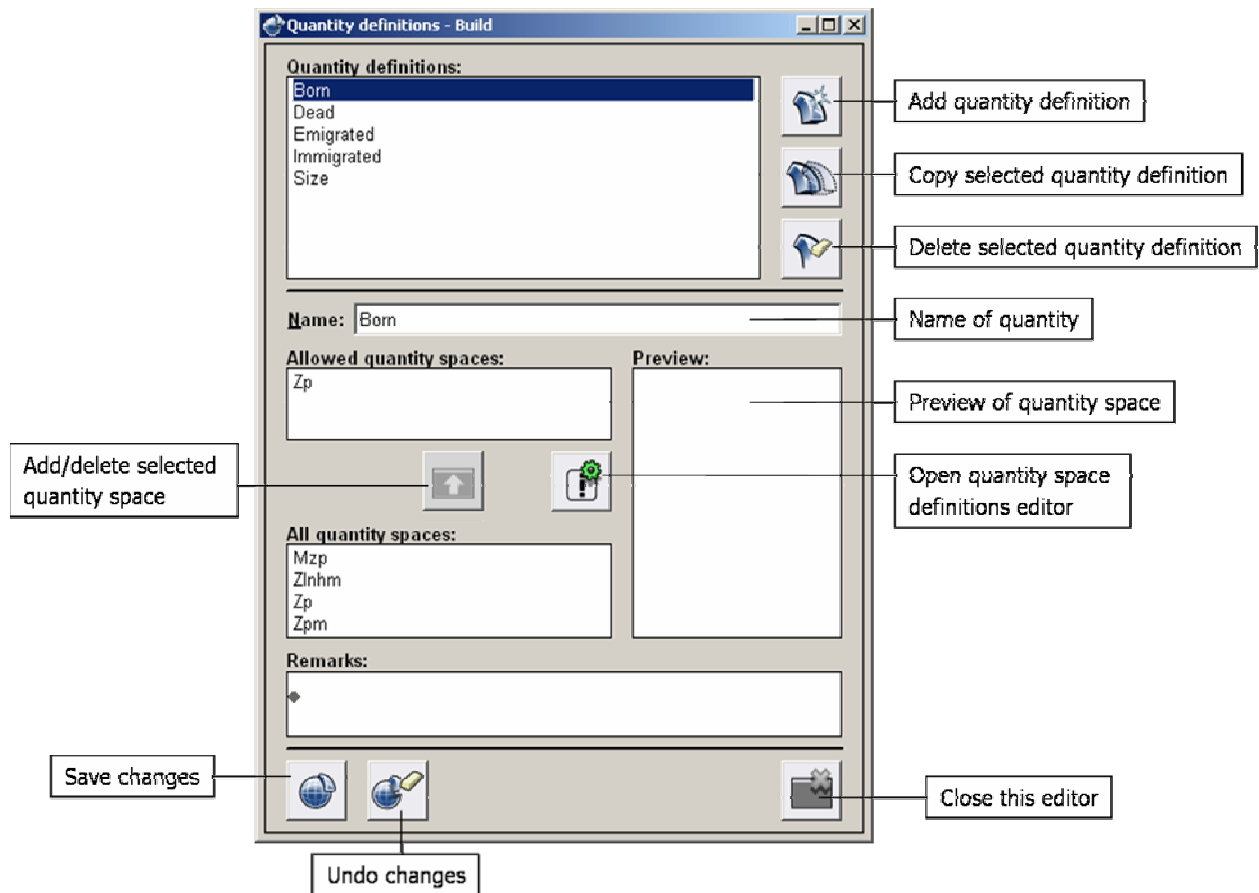 Quantity definitions - Build
Quantity definitions:
Born
Dead
Emigrated
Immigrated
Size
Add quantity definition
Copy selected quantity definition
Delete selected quantity definition
Name: Born
Name of quantity
Allowed quantity spaces:
Zp
Preview:
Preview of quantity space
Add/delete selected
quantity space
Open quantity space
definitions editor
All quantity spaces:
Mzp
Zlnhm
Zp
Zpm
Remarks:
Save changes
Undo changes
Close this editor